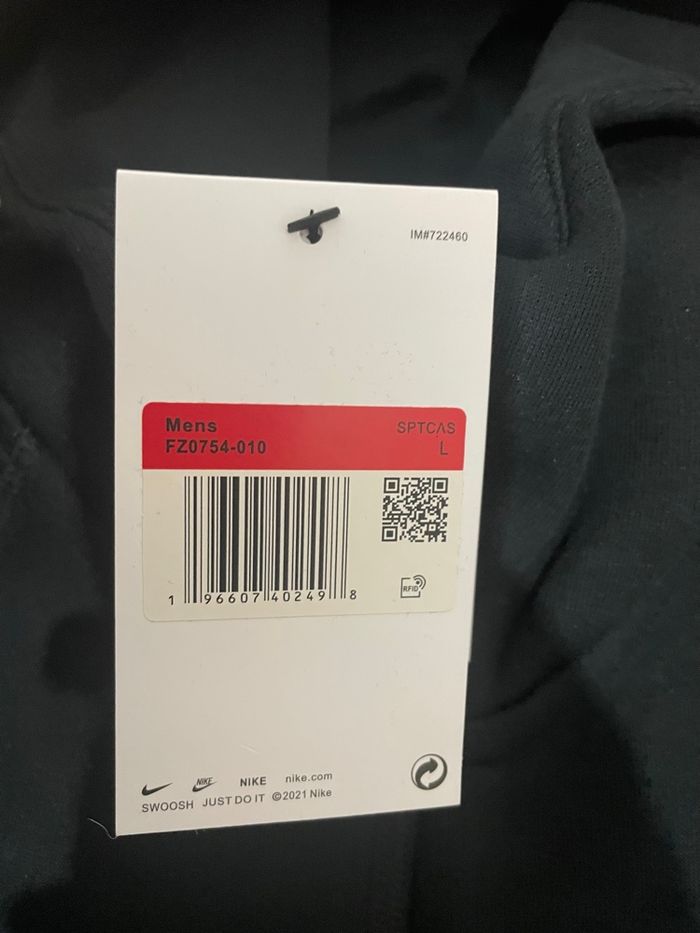 IM#722460
Mens
SPTCAS
FZ0754-010
L
RFID
1 96607 40249 8
NIKE NIKE nike.com
SWOOSH JUST DO IT ©2021 Nike